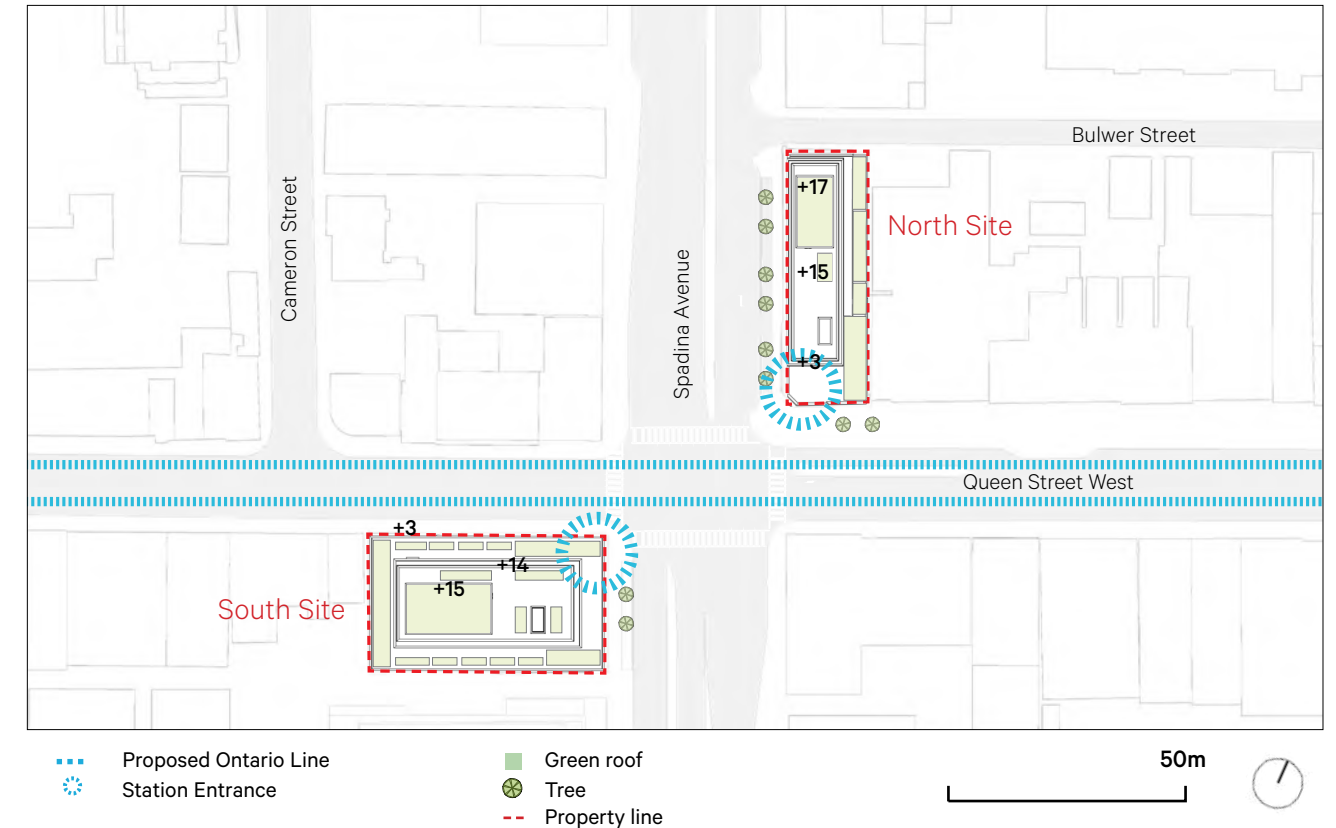 Bulwer Street
Cameron Street
Spadina Avenue
+17
North Site
+15
+3
Queen Street West
+3
+14
+15
South Site
Proposed Ontario Line
Station Entrance
Green roof
Tree
Property line
50m